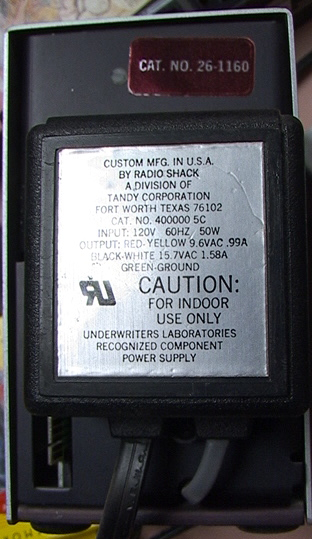 CAT. NO. 26-1160
CUSTOM MFG. IN U.S.A.
BY RADIO SHACK
A DIVISION OF
TANDY CORPORATION
FORT WORTH TEXAS 76102
CAT. NO. 400000 5C
INPUT: 120V 60HZ 50W
OUTPUT: RED-YELLOW 9.6VAC .99A
BLACK-WHITE 15.7VAC 1.58A
GREEN-GROUND
CAUTION:
FOR INDOOR
USE ONLY
UNDERWRITERS LABORATORIES
RECOGNIZED COMPONENT
POWER SUPPLY